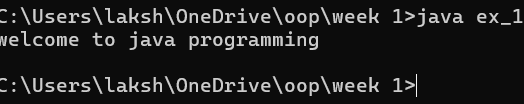 C:\Users\laksh\OneDrive\oop\week 1>java ex_1
welcome to java programming
C:\Users\laksh\OneDrive\oop\week 1>